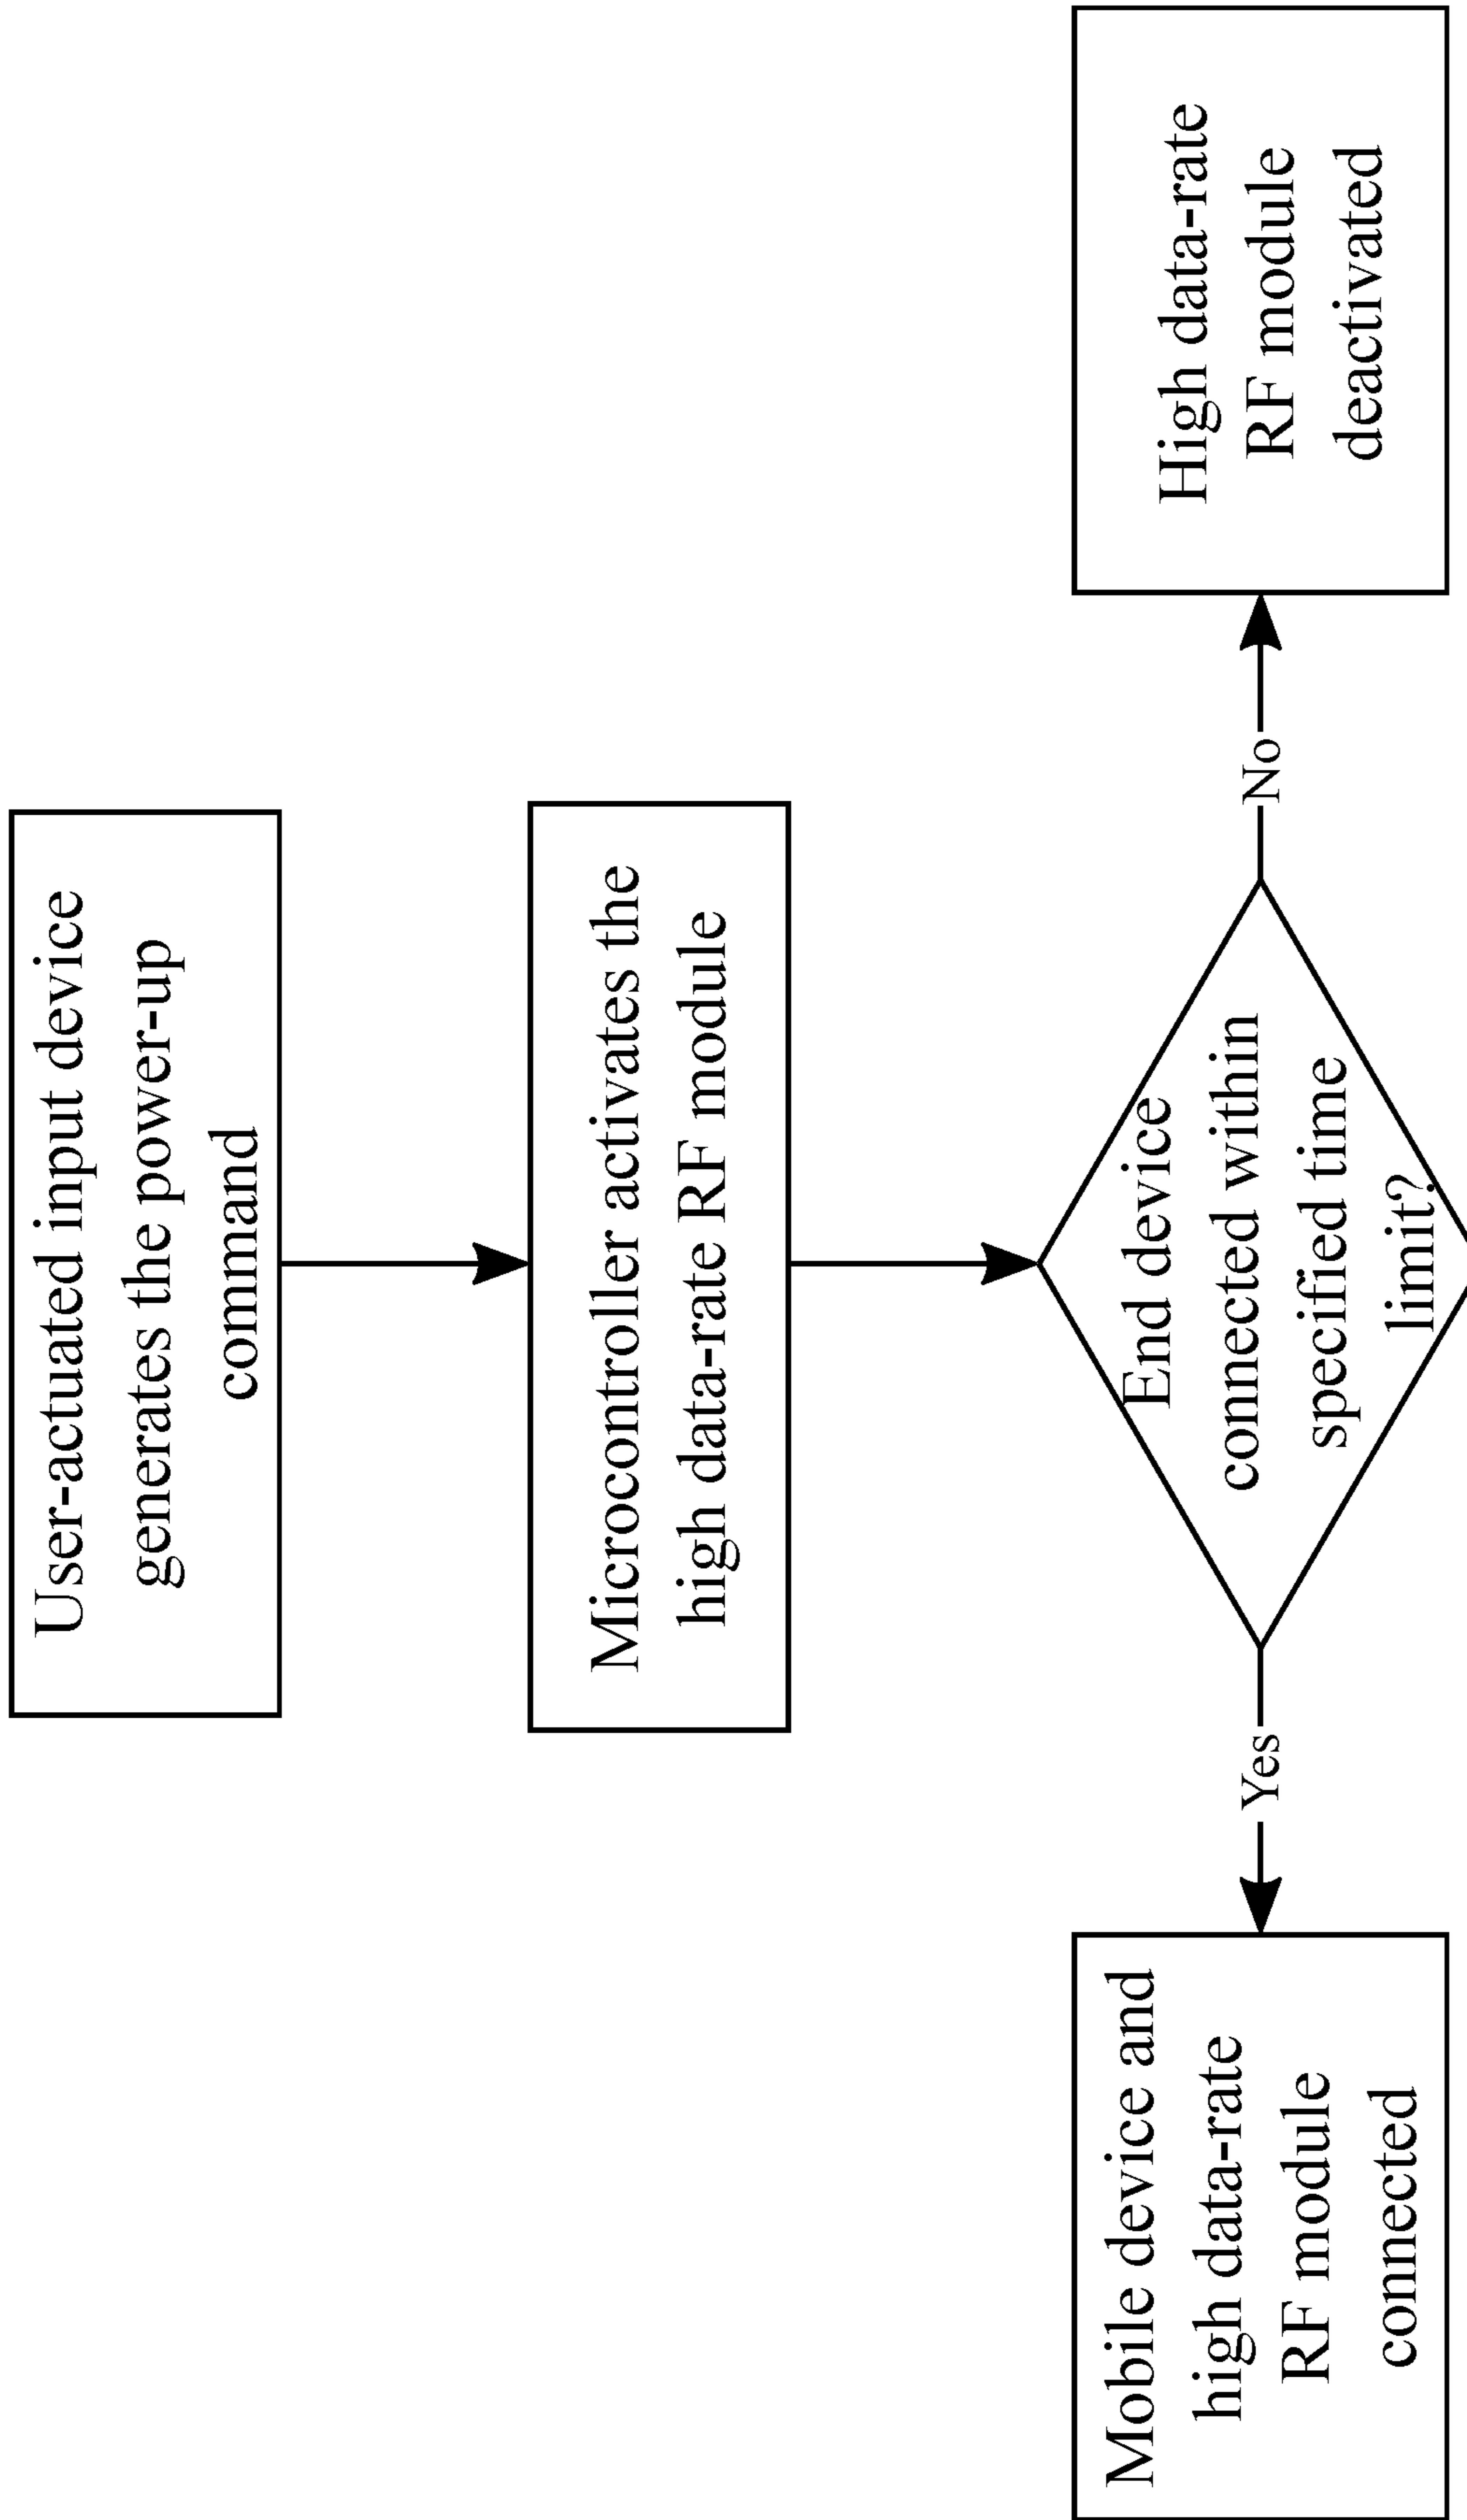 User-actuated input device
generates the power-up
command
Microcontroller activates the
high data-rate RF module
End device
connected within
specified time
limit?
Yes
No
Mobile device and
high data-rate
RF module
connected
High data-rate
RF module
deactivated